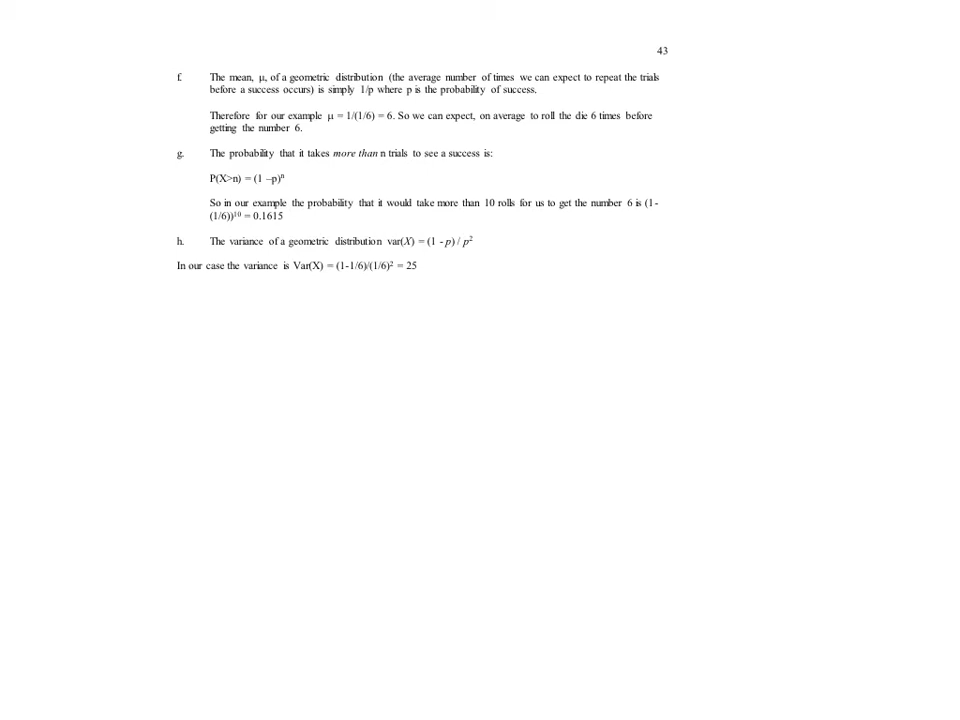 43
f. The mean, μ, of a geometric distribution (the average number of times we can expect to repeat the trials
before a success occurs) is simply 1/p where p is the probability of success.
Therefore for our example μ = 1/(1/6) = 6. So we can expect, on average to roll the die 6 times before
getting the number 6.
g. The probability that it takes more than n trials to see a success is:
P(X>n) = (1 –p)ⁿ
So in our example the probability that it would take more than 10 rolls for us to get the number 6 is (1-
(1/6))¹⁰ = 0.1615
h. The variance of a geometric distribution var(X) = (1 - p) / p²
In our case the variance is Var(X) = (1-1/6)/(1/6)² = 25